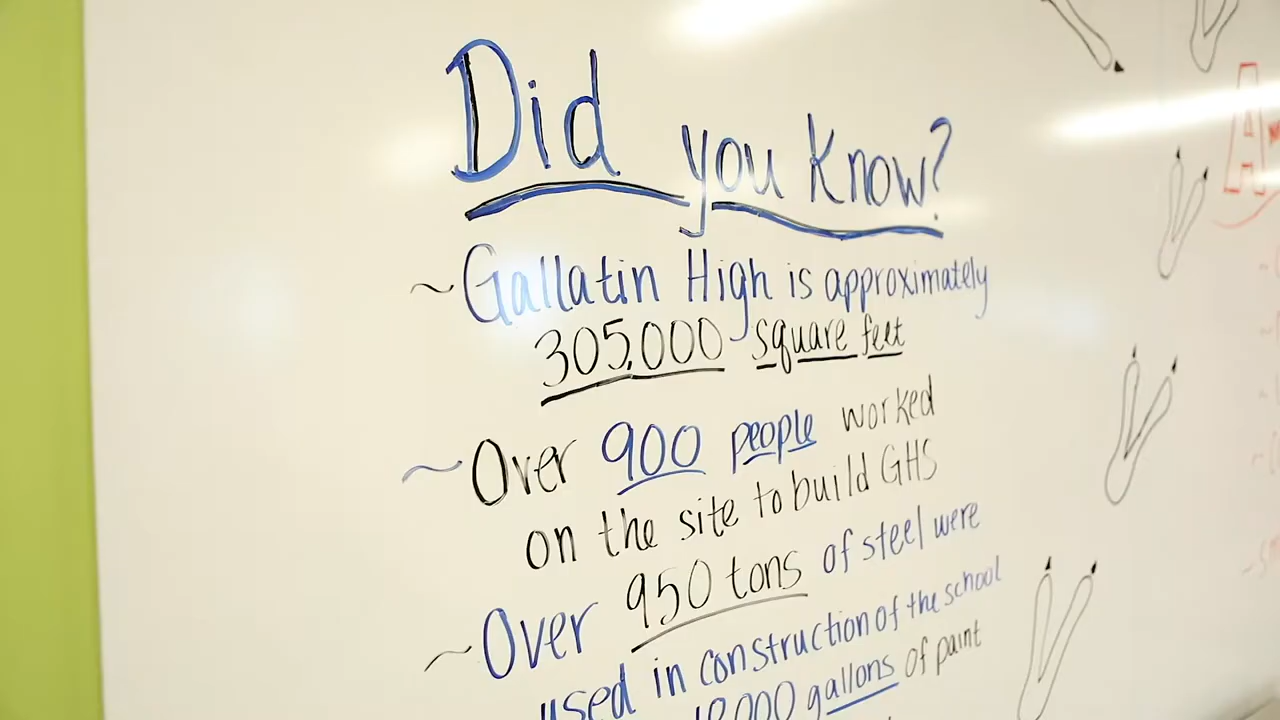 Did you know?
~Gallatin High is approximately
305,000 square feet
~Over 900 people worked
on the site to build GHS
~Over 950 tons of steel were
used in construction of the school
gallons of paint